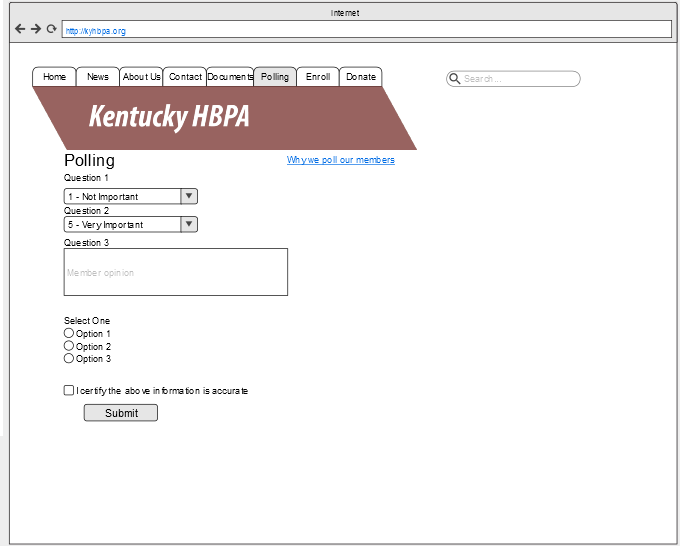 Internet
http://kyhbpa.org
Home News About Us Contact Documents Polling Enroll Donate
Search...
Kentucky HBPA
Polling
Why we poll our members
Question 1
1 - Not Important
Question 2
5 - Very Important
Question 3
Member opinion
Select One
Option 1
Option 2
Option 3
I certify the above information is accurate
Submit